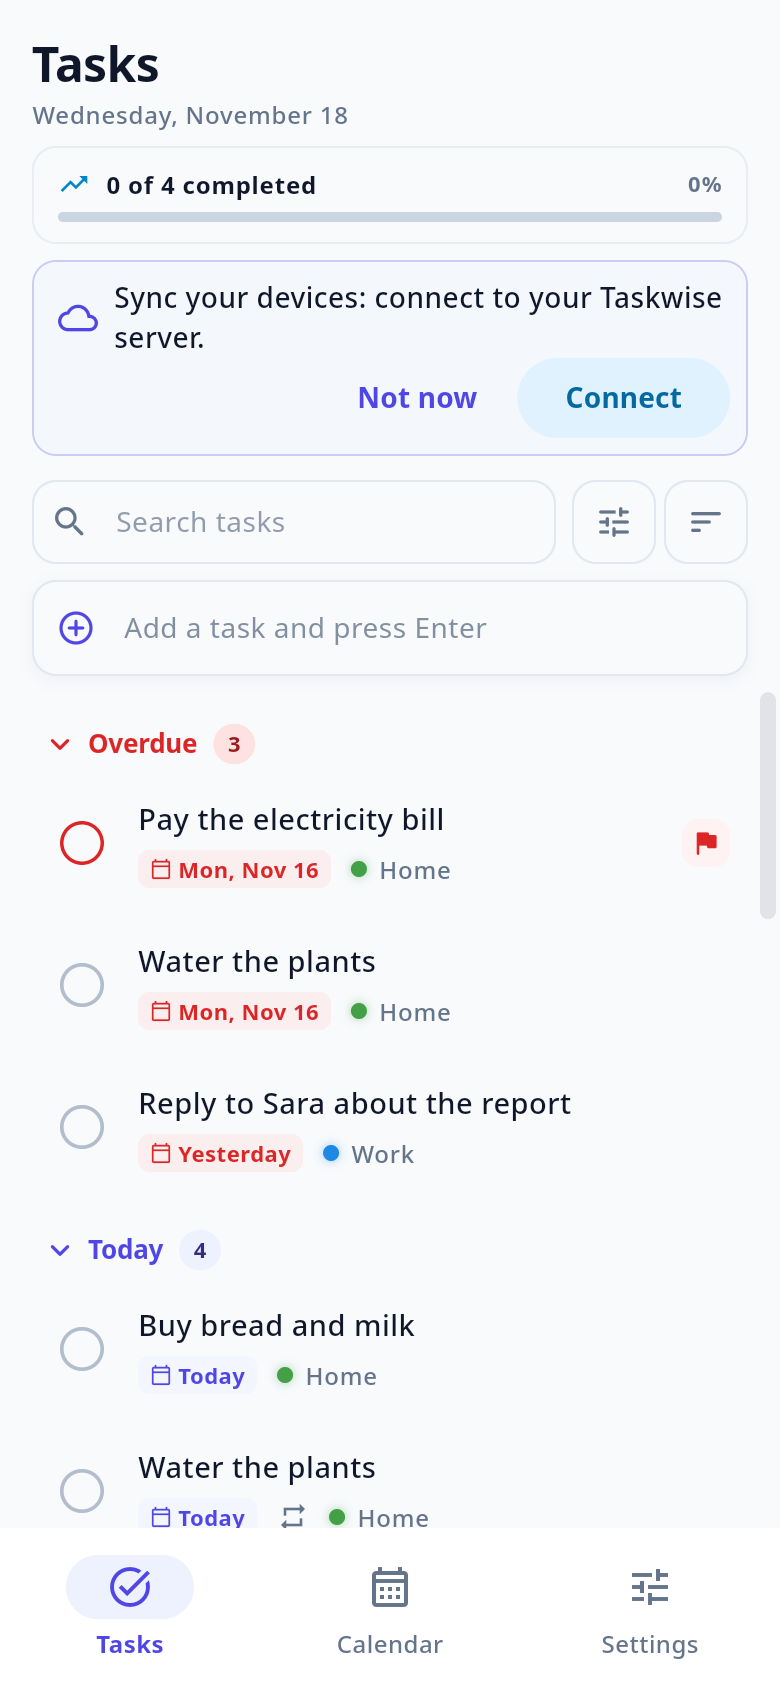 Tasks
Wednesday, November 18
0 of 4 completed
0%
Sync your devices: connect to your Taskwise
server.
Not now
Connect
Search tasks
Add a task and press Enter
Overdue 3
Pay the electricity bill
Mon, Nov 16 Home
Water the plants
Mon, Nov 16 Home
Reply to Sara about the report
Yesterday Work
Today 4
Buy bread and milk
Today Home
Water the plants
Today Home
Tasks
Calendar
Settings